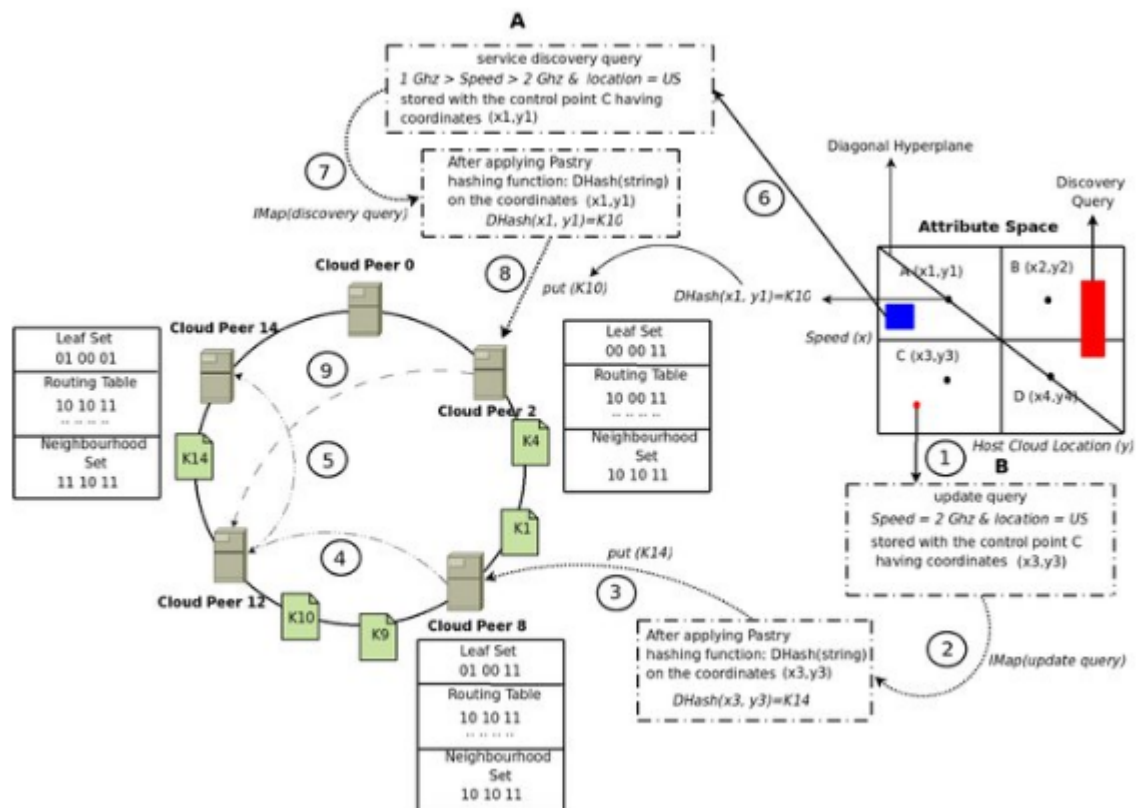 A
service discovery query
1 Ghz > Speed > 2 Ghz & location = US
stored with the control point C having
coordinates (x1,y1)
7
IMap(discovery query)
After applying Pastry
hashing function: DHash(string)
on the coordinates (x1,y1)
DHash(x1, y1)=K10
8
put (K10)
DHash(x1, y1)=K10
6
Diagonal Hyperplane
Discovery
Query
Attribute Space
A (x1,y1)
B (x2,y2)
Speed (x)
C (x3,y3)
D (x4,y4)
Host Cloud Location (y)
1
B
update query
Speed = 2 Ghz & location = US
stored with the control point C
having coordinates (x3,y3)
2
IMap(update query)
After applying Pastry
hashing function: DHash(string)
on the coordinates (x3,y3)
DHash(x3, y3)=K14
3
put (K14)
Cloud Peer 0
Cloud Peer 14
Leaf Set
01 00 01
Routing Table
10 10 11
.. .. .. ..
Neighbourhood
Set
11 10 11
9
Cloud Peer 2
Leaf Set
00 00 11
Routing Table
10 00 11
.. .. .. ..
Neighbourhood
Set
10 10 11
K14
K4
5
K1
4
Cloud Peer 12
K10
K9
Cloud Peer 8
Leaf Set
01 00 11
Routing Table
10 10 11
.. .. .. ..
Neighbourhood
Set
10 10 11